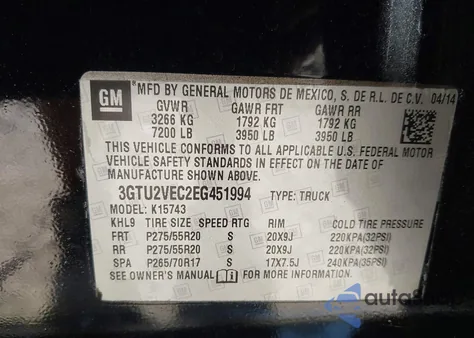 GM
*MFD BY GENERAL MOTORS DE MEXICO, S. DE R.L. DE C.V. 04/14
GVWR GAWR FRT GAWR RR
3266 KG 1792 KG 1792 KG
7200 LB 3950 LB 3950 LB
THIS VEHICLE CONFORMS TO ALL APPLICABLE U.S. FEDERAL MOTOR
VEHICLE SAFETY STANDARDS IN EFFECT ON THE DATE OF
MANUFACTURE SHOWN ABOVE.
3GTU2VEC2EG451994 TYPE: TRUCK
MODEL: K15743
KHL9 TIRE SIZE SPEED RTG RIM COLD TIRE PRESSURE
FRT P275/55R20 S 20X9J 220KPA(32PSI)
RR P275/55R20 S 20X9J 220KPA(32PSI)
SPA P265/70R17 S 17X7.5J 240KPA(35PSI)
SEE OWNER'S MANUAL FOR MORE INFORMATION